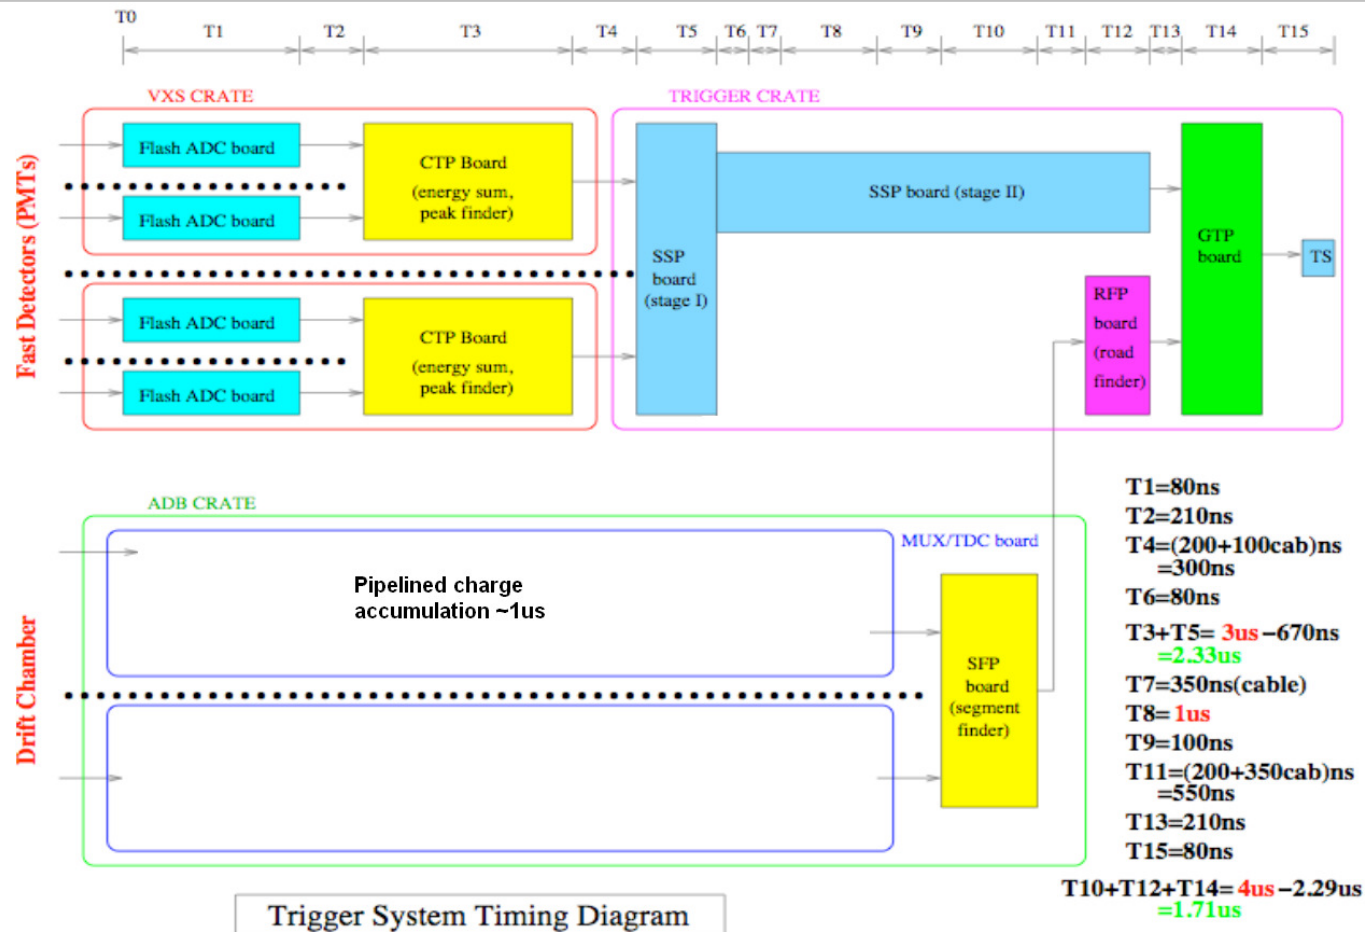 T0
T1 T2 T3 T4 T5 T6 T7 T8 T9 T10 T11 T12 T13 T14 T15
VXS CRATE
TRIGGER CRATE
Fast Detectors (PMTs)
Flash ADC board
Flash ADC board
CTP Board
(energy sum,
peak finder)
Flash ADC board
Flash ADC board
CTP Board
(energy sum,
peak finder)
SSP
board
(stage I)
SSP board (stage II)
RFP
board
(road
finder)
GTP
board
TS
ADB CRATE
Drift Chamber
MUX/TDC board
Pipelined charge
accumulation ~1us
SFP
board
(segment
finder)
T1=80ns
T2=210ns
T4=(200+100cab)ns
=300ns
T6=80ns
T3+T5= 3us−670ns
=2.33us
T7=350ns(cable)
T8= 1us
T9=100ns
T11=(200+350cab)ns
=550ns
T13=210ns
T15=80ns
T10+T12+T14= 4us−2.29us
=1.71us
Trigger System Timing Diagram